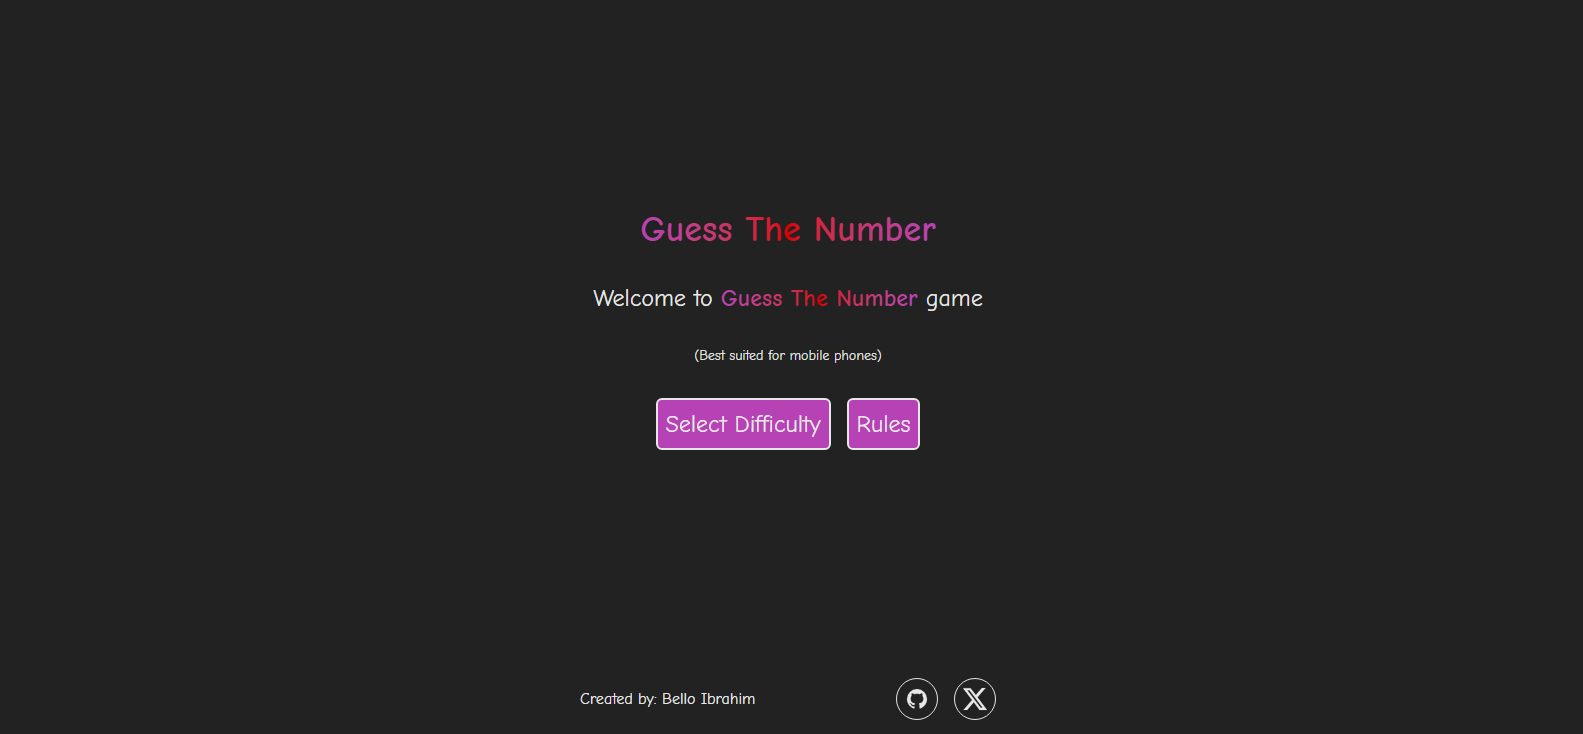 Guess The Number
Welcome to Guess The Number game
(Best suited for mobile phones)
Select Difficulty Rules
Created by: Bello Ibrahim